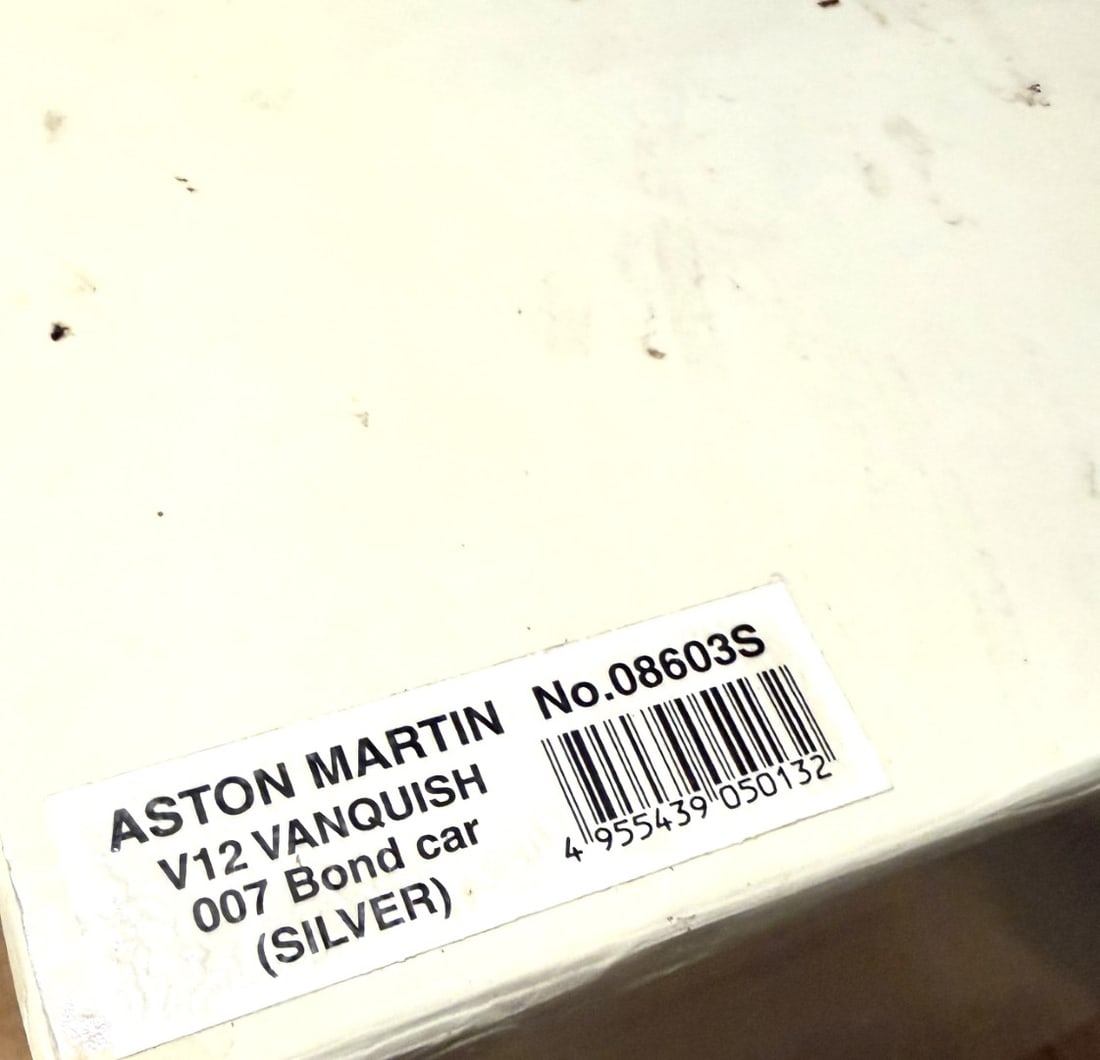 ASTON MARTIN
V12 VANQUISH
007 Bond car
(SILVER)
No.08603S
4 955439 050132